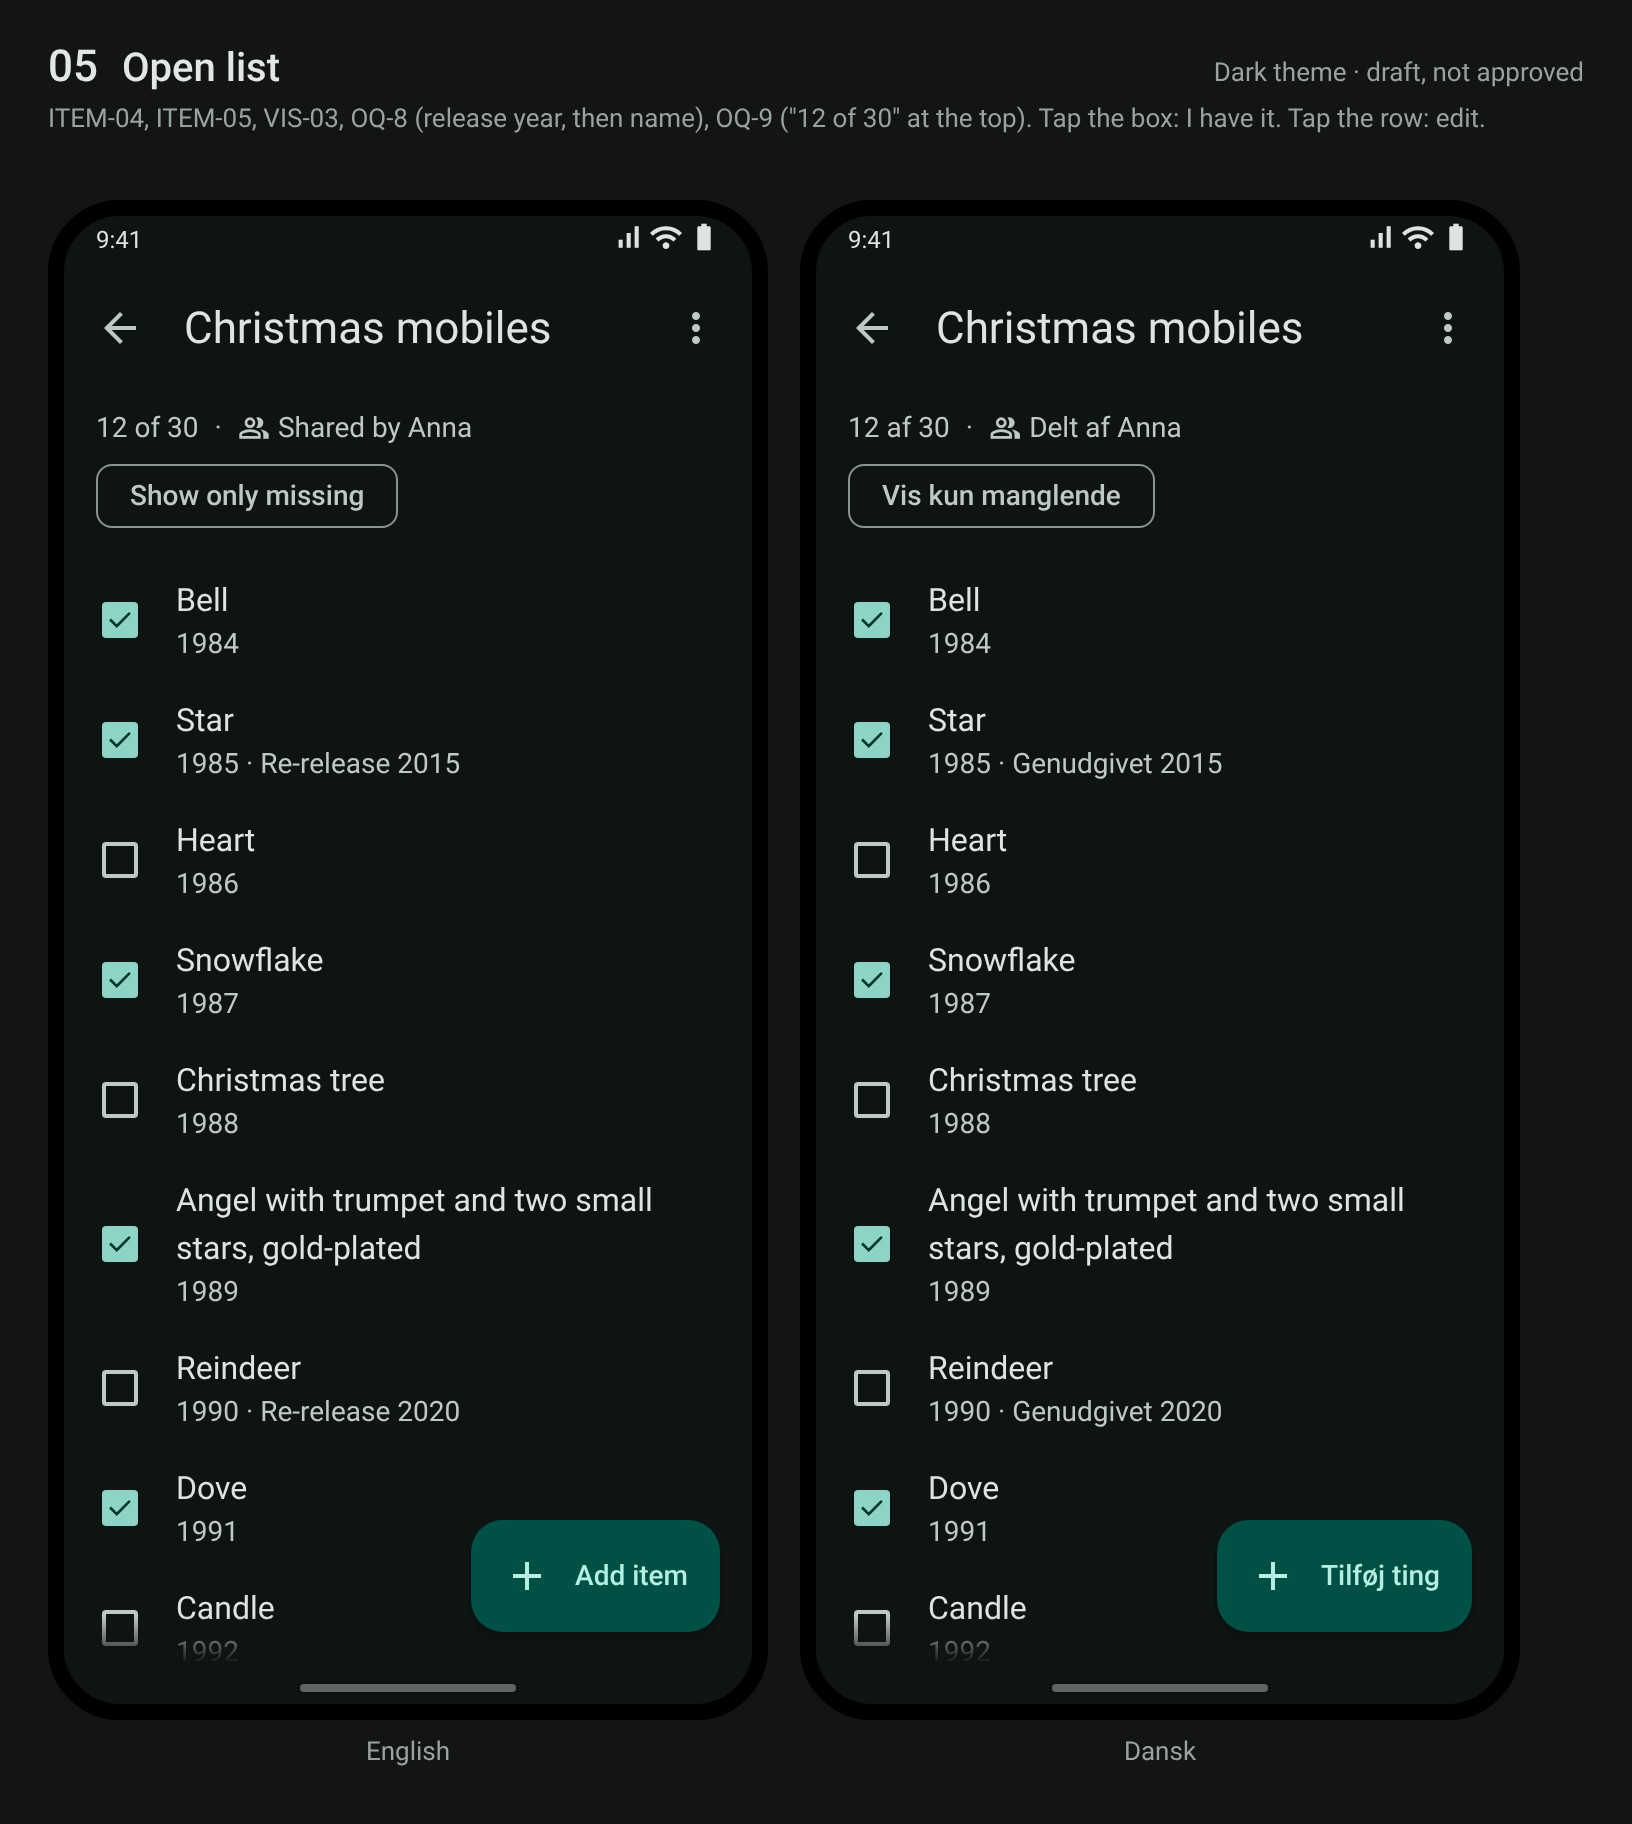 05 Open list
Dark theme · draft, not approved
ITEM-04, ITEM-05, VIS-03, OQ-8 (release year, then name), OQ-9 ("12 of 30" at the top). Tap the box: I have it. Tap the row: edit.
9:41
Christmas mobiles
12 of 30 · Shared by Anna
Show only missing
Bell
1984
Star
1985 · Re-release 2015
Heart
1986
Snowflake
1987
Christmas tree
1988
Angel with trumpet and two small
stars, gold-plated
1989
Reindeer
1990 · Re-release 2020
Dove
1991
Candle
1992
Add item
English
9:41
Christmas mobiles
12 af 30 · Delt af Anna
Vis kun manglende
Bell
1984
Star
1985 · Genudgivet 2015
Heart
1986
Snowflake
1987
Christmas tree
1988
Angel with trumpet and two small
stars, gold-plated
1989
Reindeer
1990 · Genudgivet 2020
Dove
1991
Candle
1992
Tilføj ting
Dansk